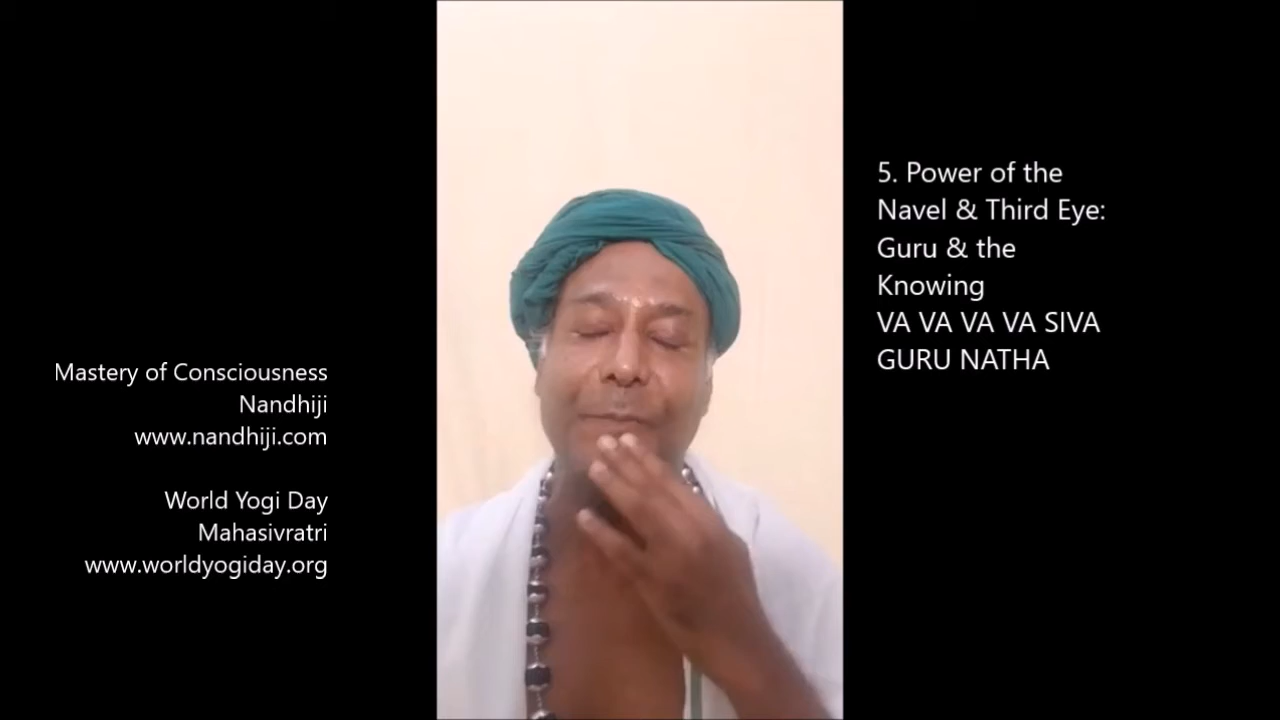 Mastery of Consciousness
Nandhiji
www.nandhiji.com
World Yogi Day
Mahasivratri
www.worldyogiday.org
5. Power of the
Navel & Third Eye:
Guru & the
Knowing
VA VA VA VA SIVA
GURU NATHA